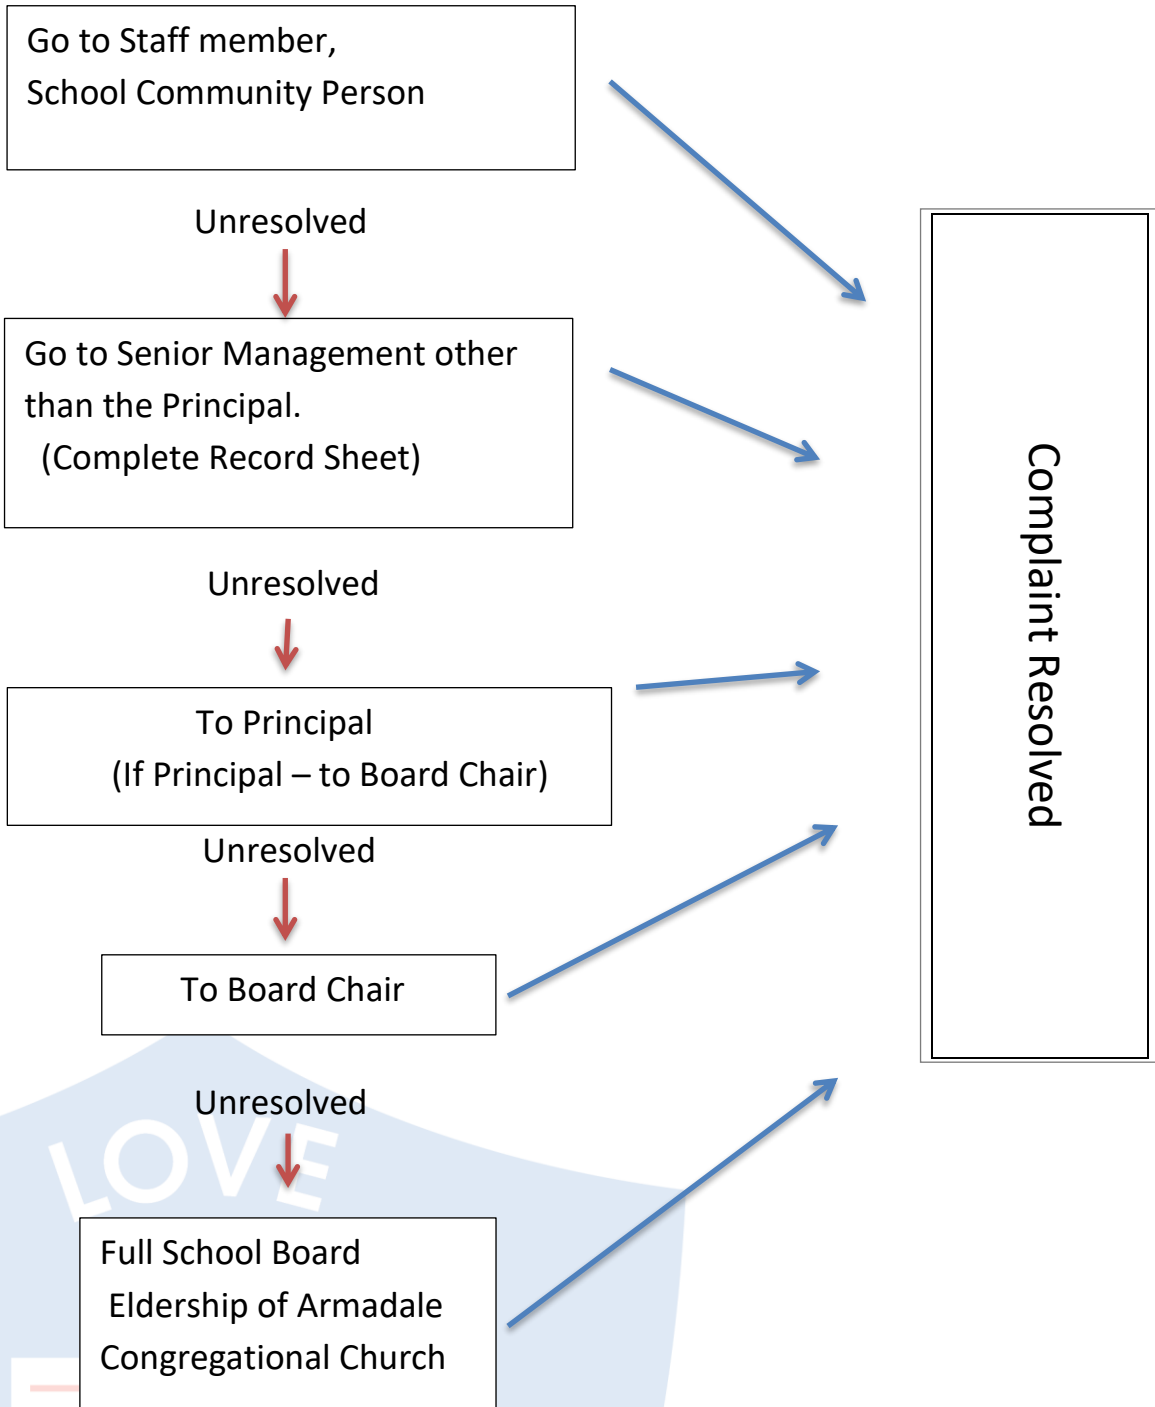 Go to Staff member,
School Community Person
Unresolved
Go to Senior Management other
than the Principal.
(Complete Record Sheet)
Unresolved
To Principal
(If Principal – to Board Chair)
Unresolved
To Board Chair
Unresolved
LOVE
Full School Board
Eldership of Armadale
Congregational Church
Complaint Resolved